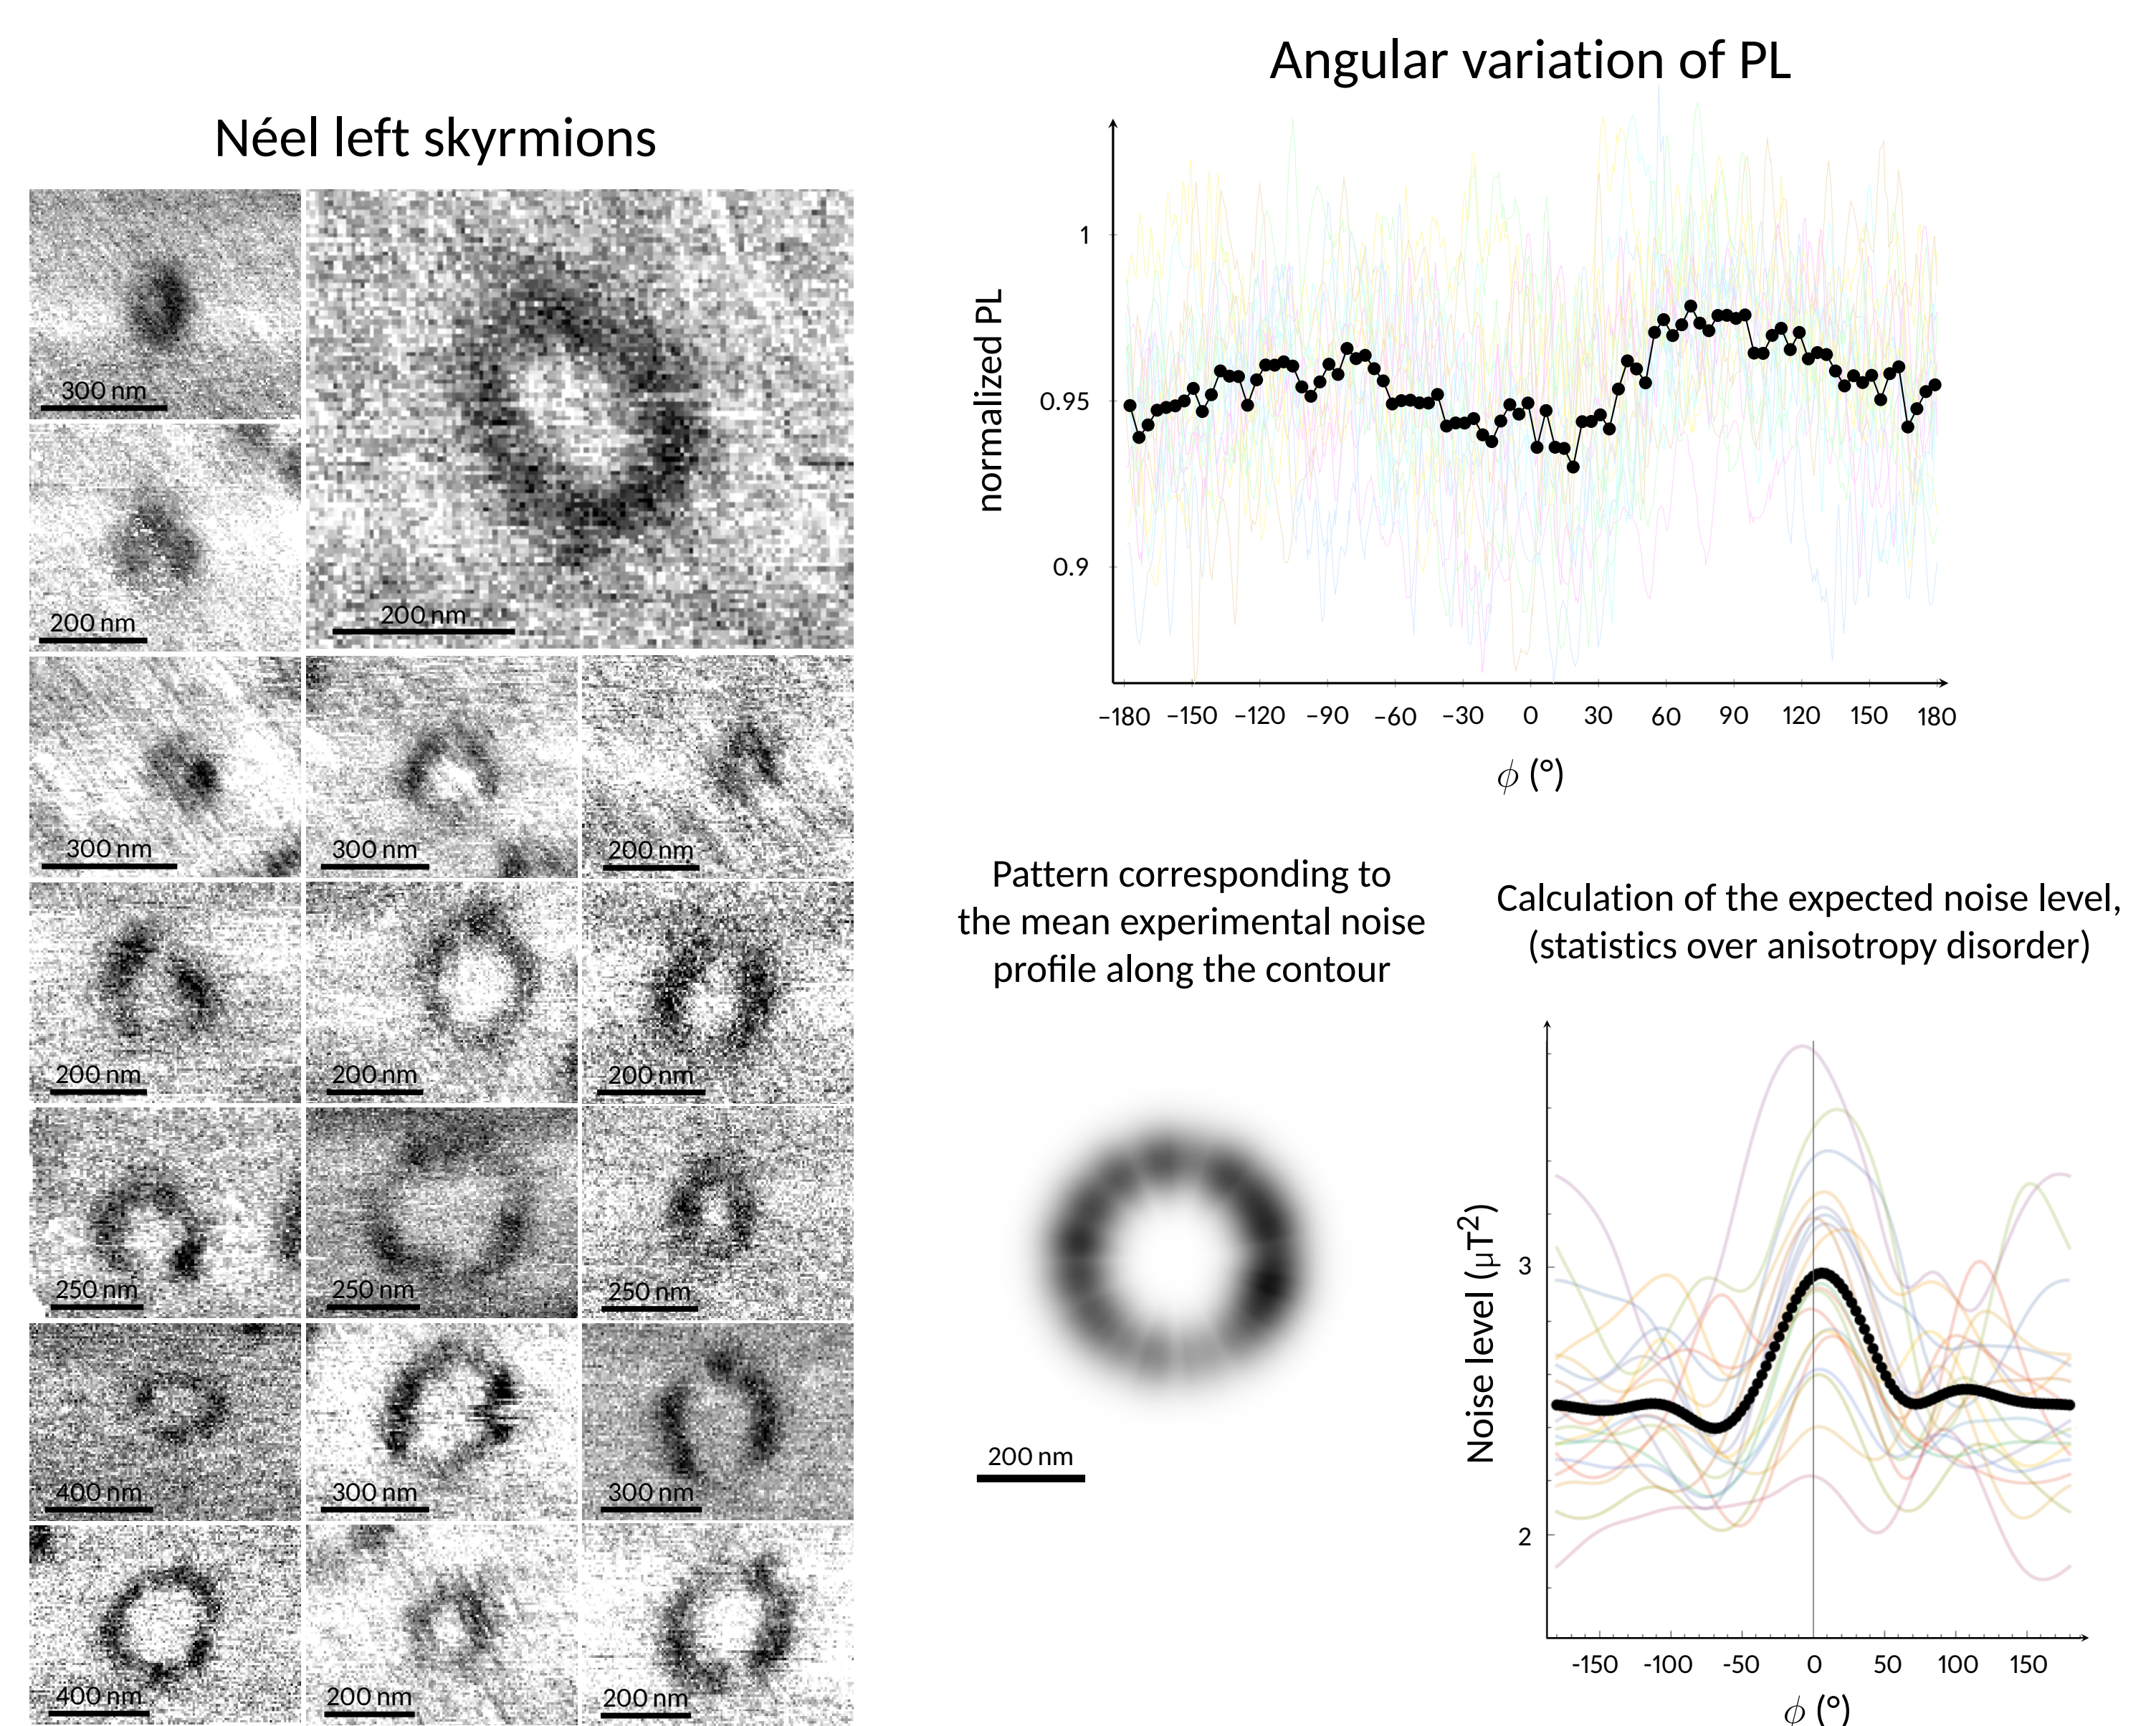 Néel left skyrmions
300 nm
200 nm
200 nm
300 nm
300 nm
200 nm
200 nm
200 nm
200 nm
250 nm
250 nm
250 nm
400 nm
300 nm
300 nm
400 nm
200 nm
200 nm
Angular variation of PL
normalized PL
1
0.95
0.9
−180 −150 −120 −90 −60 −30 0 30 60 90 120 150 180
ϕ (°)
Pattern corresponding to
the mean experimental noise
profile along the contour
200 nm
Calculation of the expected noise level,
(statistics over anisotropy disorder)
Noise level (µT²)
3
2
-150 -100 -50 0 50 100 150
ϕ (°)